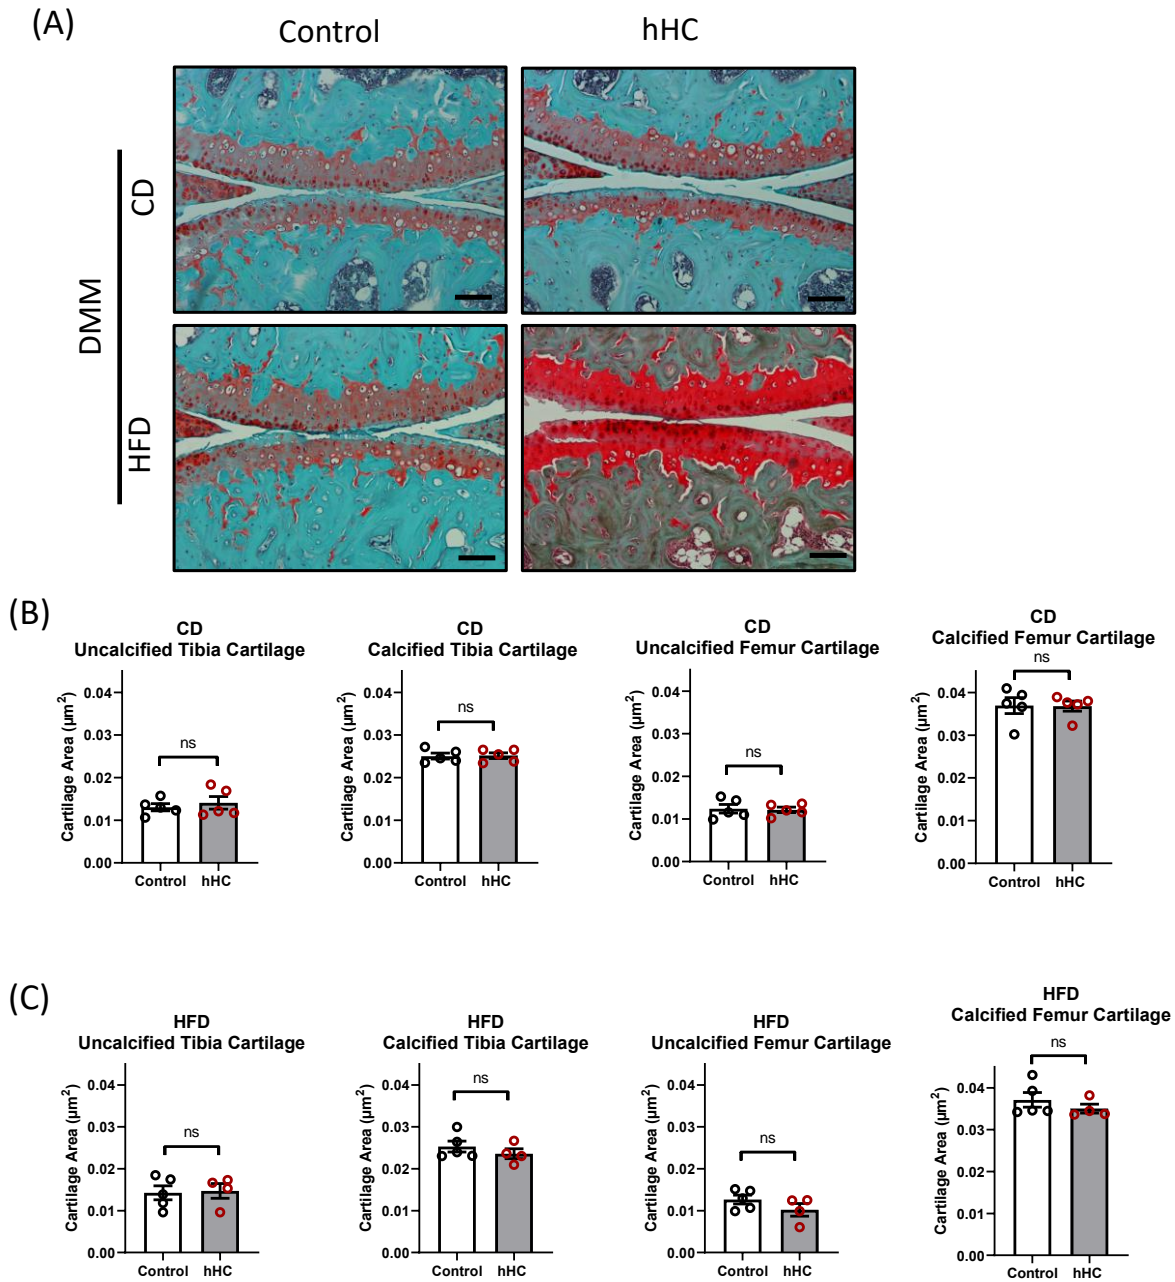 (A)
Control
hHC
DMM
CD
HFD
(B)
CD
Uncalcified Tibia Cartilage
Cartilage Area (µm²)
0.04
0.03
0.02
0.01
0.00
ns
Control
hHC
CD
Calcified Tibia Cartilage
Cartilage Area (µm²)
0.04
0.03
0.02
0.01
0.00
ns
Control
hHC
CD
Uncalcified Femur Cartilage
Cartilage Area (µm²)
0.04
0.03
0.02
0.01
0.00
ns
Control
hHC
CD
Calcified Femur Cartilage
Cartilage Area (µm²)
0.04
0.03
0.02
0.01
0.00
ns
Control
hHC
(C)
HFD
Uncalcified Tibia Cartilage
Cartilage Area (µm²)
0.04
0.03
0.02
0.01
0.00
ns
Control
hHC
HFD
Calcified Tibia Cartilage
Cartilage Area (µm²)
0.04
0.03
0.02
0.01
0.00
ns
Control
hHC
HFD
Uncalcified Femur Cartilage
Cartilage Area (µm²)
0.04
0.03
0.02
0.01
0.00
ns
Control
hHC
HFD
Calcified Femur Cartilage
Cartilage Area (µm²)
0.04
0.03
0.02
0.01
0.00
ns
Control
hHC